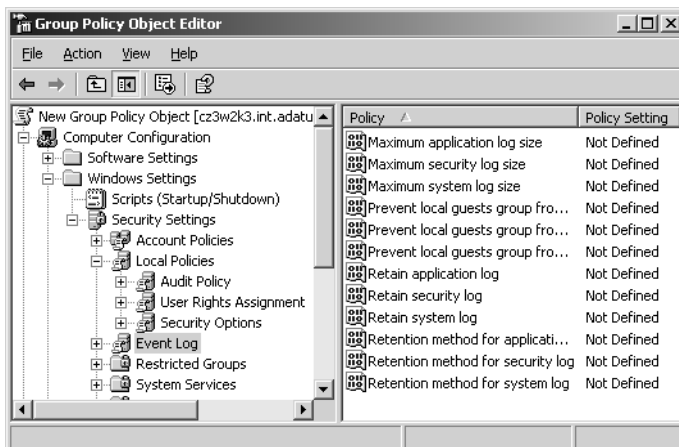 Group Policy Object Editor
File Action View Help
New Group Policy Object [cz3w2k3.int.adatu
Computer Configuration
Software Settings
Windows Settings
Scripts (Startup/Shutdown)
Security Settings
Account Policies
Local Policies
Audit Policy
User Rights Assignment
Security Options
Event Log
Restricted Groups
System Services
Policy Policy Setting
Maximum application log size Not Defined
Maximum security log size Not Defined
Maximum system log size Not Defined
Prevent local guests group fro... Not Defined
Prevent local guests group fro... Not Defined
Prevent local guests group fro... Not Defined
Retain application log Not Defined
Retain security log Not Defined
Retain system log Not Defined
Retention method for applicati... Not Defined
Retention method for security log Not Defined
Retention method for system log Not Defined